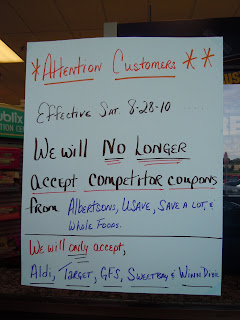 * Attention Customers **
Effective Sat. 8-28-10 .....
We will No Longer
accept competitor coupons
from Albertsons, USave, Save a lot, &
Whole Foods.
We will only accept,
Aldi, Target, GFS, Sweetbay & Winn Dixie